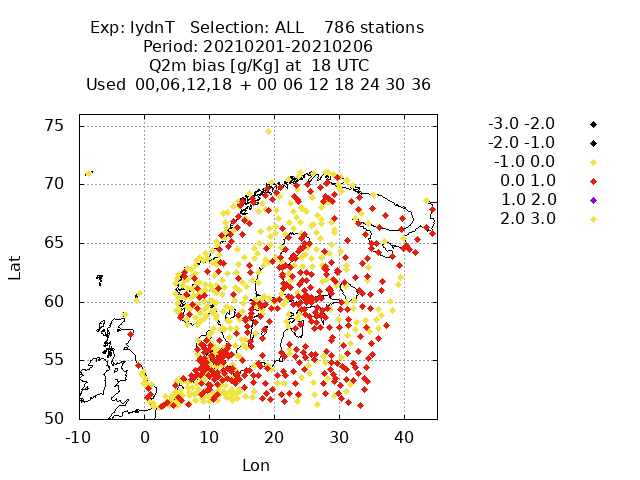 Exp: IydnT   Selection: ALL    786 stations
Period: 20210201-20210206
Q2m bias [g/Kg] at  18 UTC
Used  00,06,12,18 + 00 06 12 18 24 30 36
-3.0 -2.0
-2.0 -1.0
-1.0 0.0
0.0 1.0
1.0 2.0
2.0 3.0
75
70
65
60
55
50
Lat
-10 0 10 20 30 40
Lon